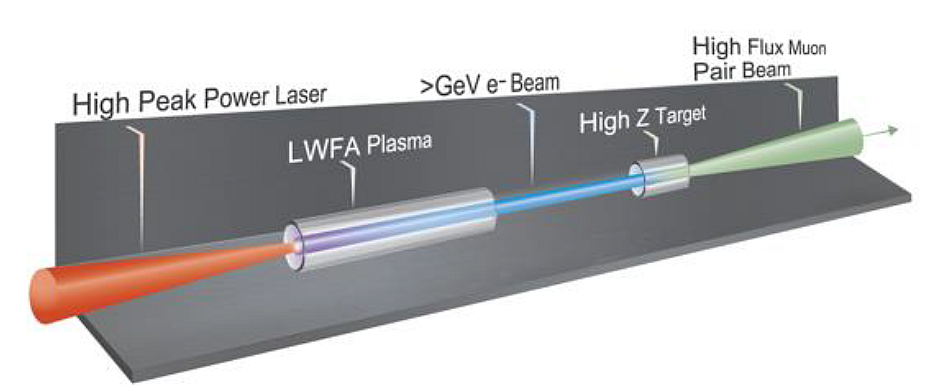 High Peak Power Laser
LWFA Plasma
>GeV e- Beam
High Z Target
High Flux Muon
Pair Beam